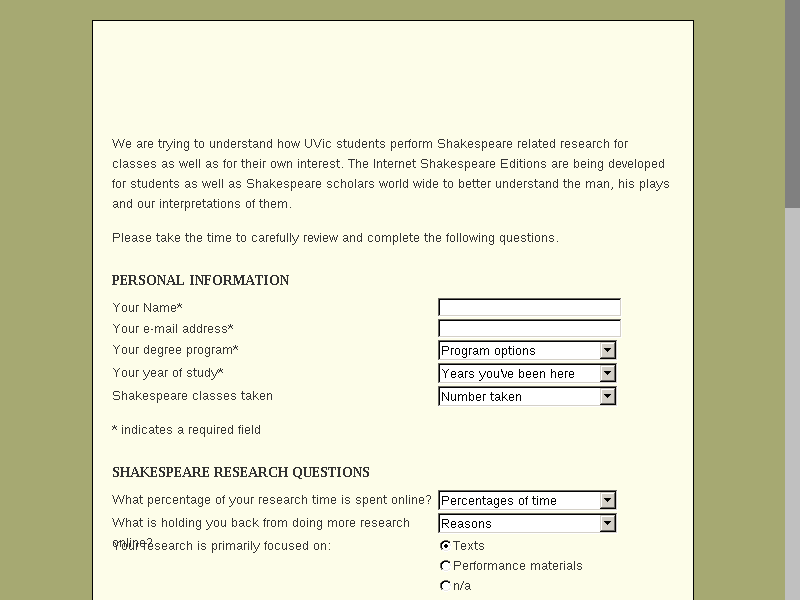 We are trying to understand how UVic students perform Shakespeare related research for
classes as well as for their own interest. The Internet Shakespeare Editions are being developed
for students as well as Shakespeare scholars world wide to better understand the man, his plays
and our interpretations of them.
Please take the time to carefully review and complete the following questions.
PERSONAL INFORMATION
Your Name*
Your e-mail address*
Your degree program* Program options
Your year of study* Years you've been here
Shakespeare classes taken Number taken
* indicates a required field
SHAKESPEARE RESEARCH QUESTIONS
What percentage of your research time is spent online? Percentages of time
What is holding you back from doing more research Reasons
online?
Your research is primarily focused on: Texts
Performance materials
n/a